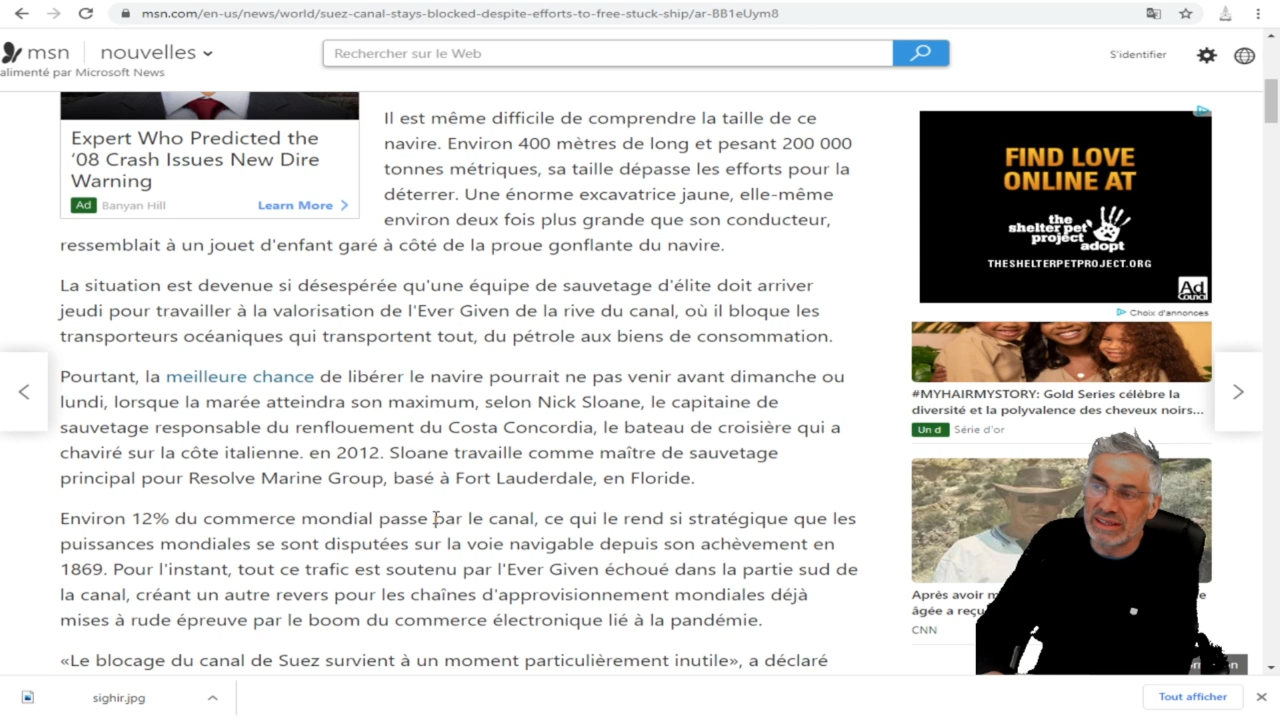 msn.com/en-us/news/world/suez-canal-stays-blocked-despite-efforts-to-free-stuck-ship/ar-BB1eUym8
msn
nouvelles
alimenté par Microsoft News
Rechercher sur le Web
S'identifier
Expert Who Predicted the
'08 Crash Issues New Dire
Warning
Ad Banyan Hill
Learn More
Il est même difficile de comprendre la taille de ce
navire. Environ 400 mètres de long et pesant 200 000
tonnes métriques, sa taille dépasse les efforts pour la
déterrer. Une énorme excavatrice jaune, elle-même
environ deux fois plus grande que son conducteur,
ressemblait à un jouet d'enfant garé à côté de la proue gonflante du navire.
La situation est devenue si désespérée qu'une équipe de sauvetage d'élite doit arriver
jeudi pour travailler à la valorisation de l'Ever Given de la rive du canal, où il bloque les
transporteurs océaniques qui transportent tout, du pétrole aux biens de consommation.
Pourtant, la meilleure chance de libérer le navire pourrait ne pas venir avant dimanche ou
lundi, lorsque la marée atteindra son maximum, selon Nick Sloane, le capitaine de
sauvetage responsable du renflouement du Costa Concordia, le bateau de croisière qui a
chaviré sur la côte italienne. en 2012. Sloane travaille comme maître de sauvetage
principal pour Resolve Marine Group, basé à Fort Lauderdale, en Floride.
Environ 12% du commerce mondial passe par le canal, ce qui le rend si stratégique que les
puissances mondiales se sont disputées sur la voie navigable depuis son achèvement en
1869. Pour l'instant, tout ce trafic est soutenu par l'Ever Given échoué dans la partie sud de
la canal, créant un autre revers pour les chaînes d'approvisionnement mondiales déjà
mises à rude épreuve par le boom du commerce électronique lié à la pandémie.
«Le blocage du canal de Suez survient à un moment particulièrement inutile», a déclaré
FIND LOVE
ONLINE AT
the
shelter pet
project
adopt
THESHELTERPETPROJECT.ORG
Ad
Council
Choix d'annonces
#MYHAIRMYSTORY: Gold Series célèbre la
diversité et la polyvalence des cheveux noirs...
Un d Série d'or
Après avoir
âgée a reçu
CNN
sighir.jpg
Tout afficher